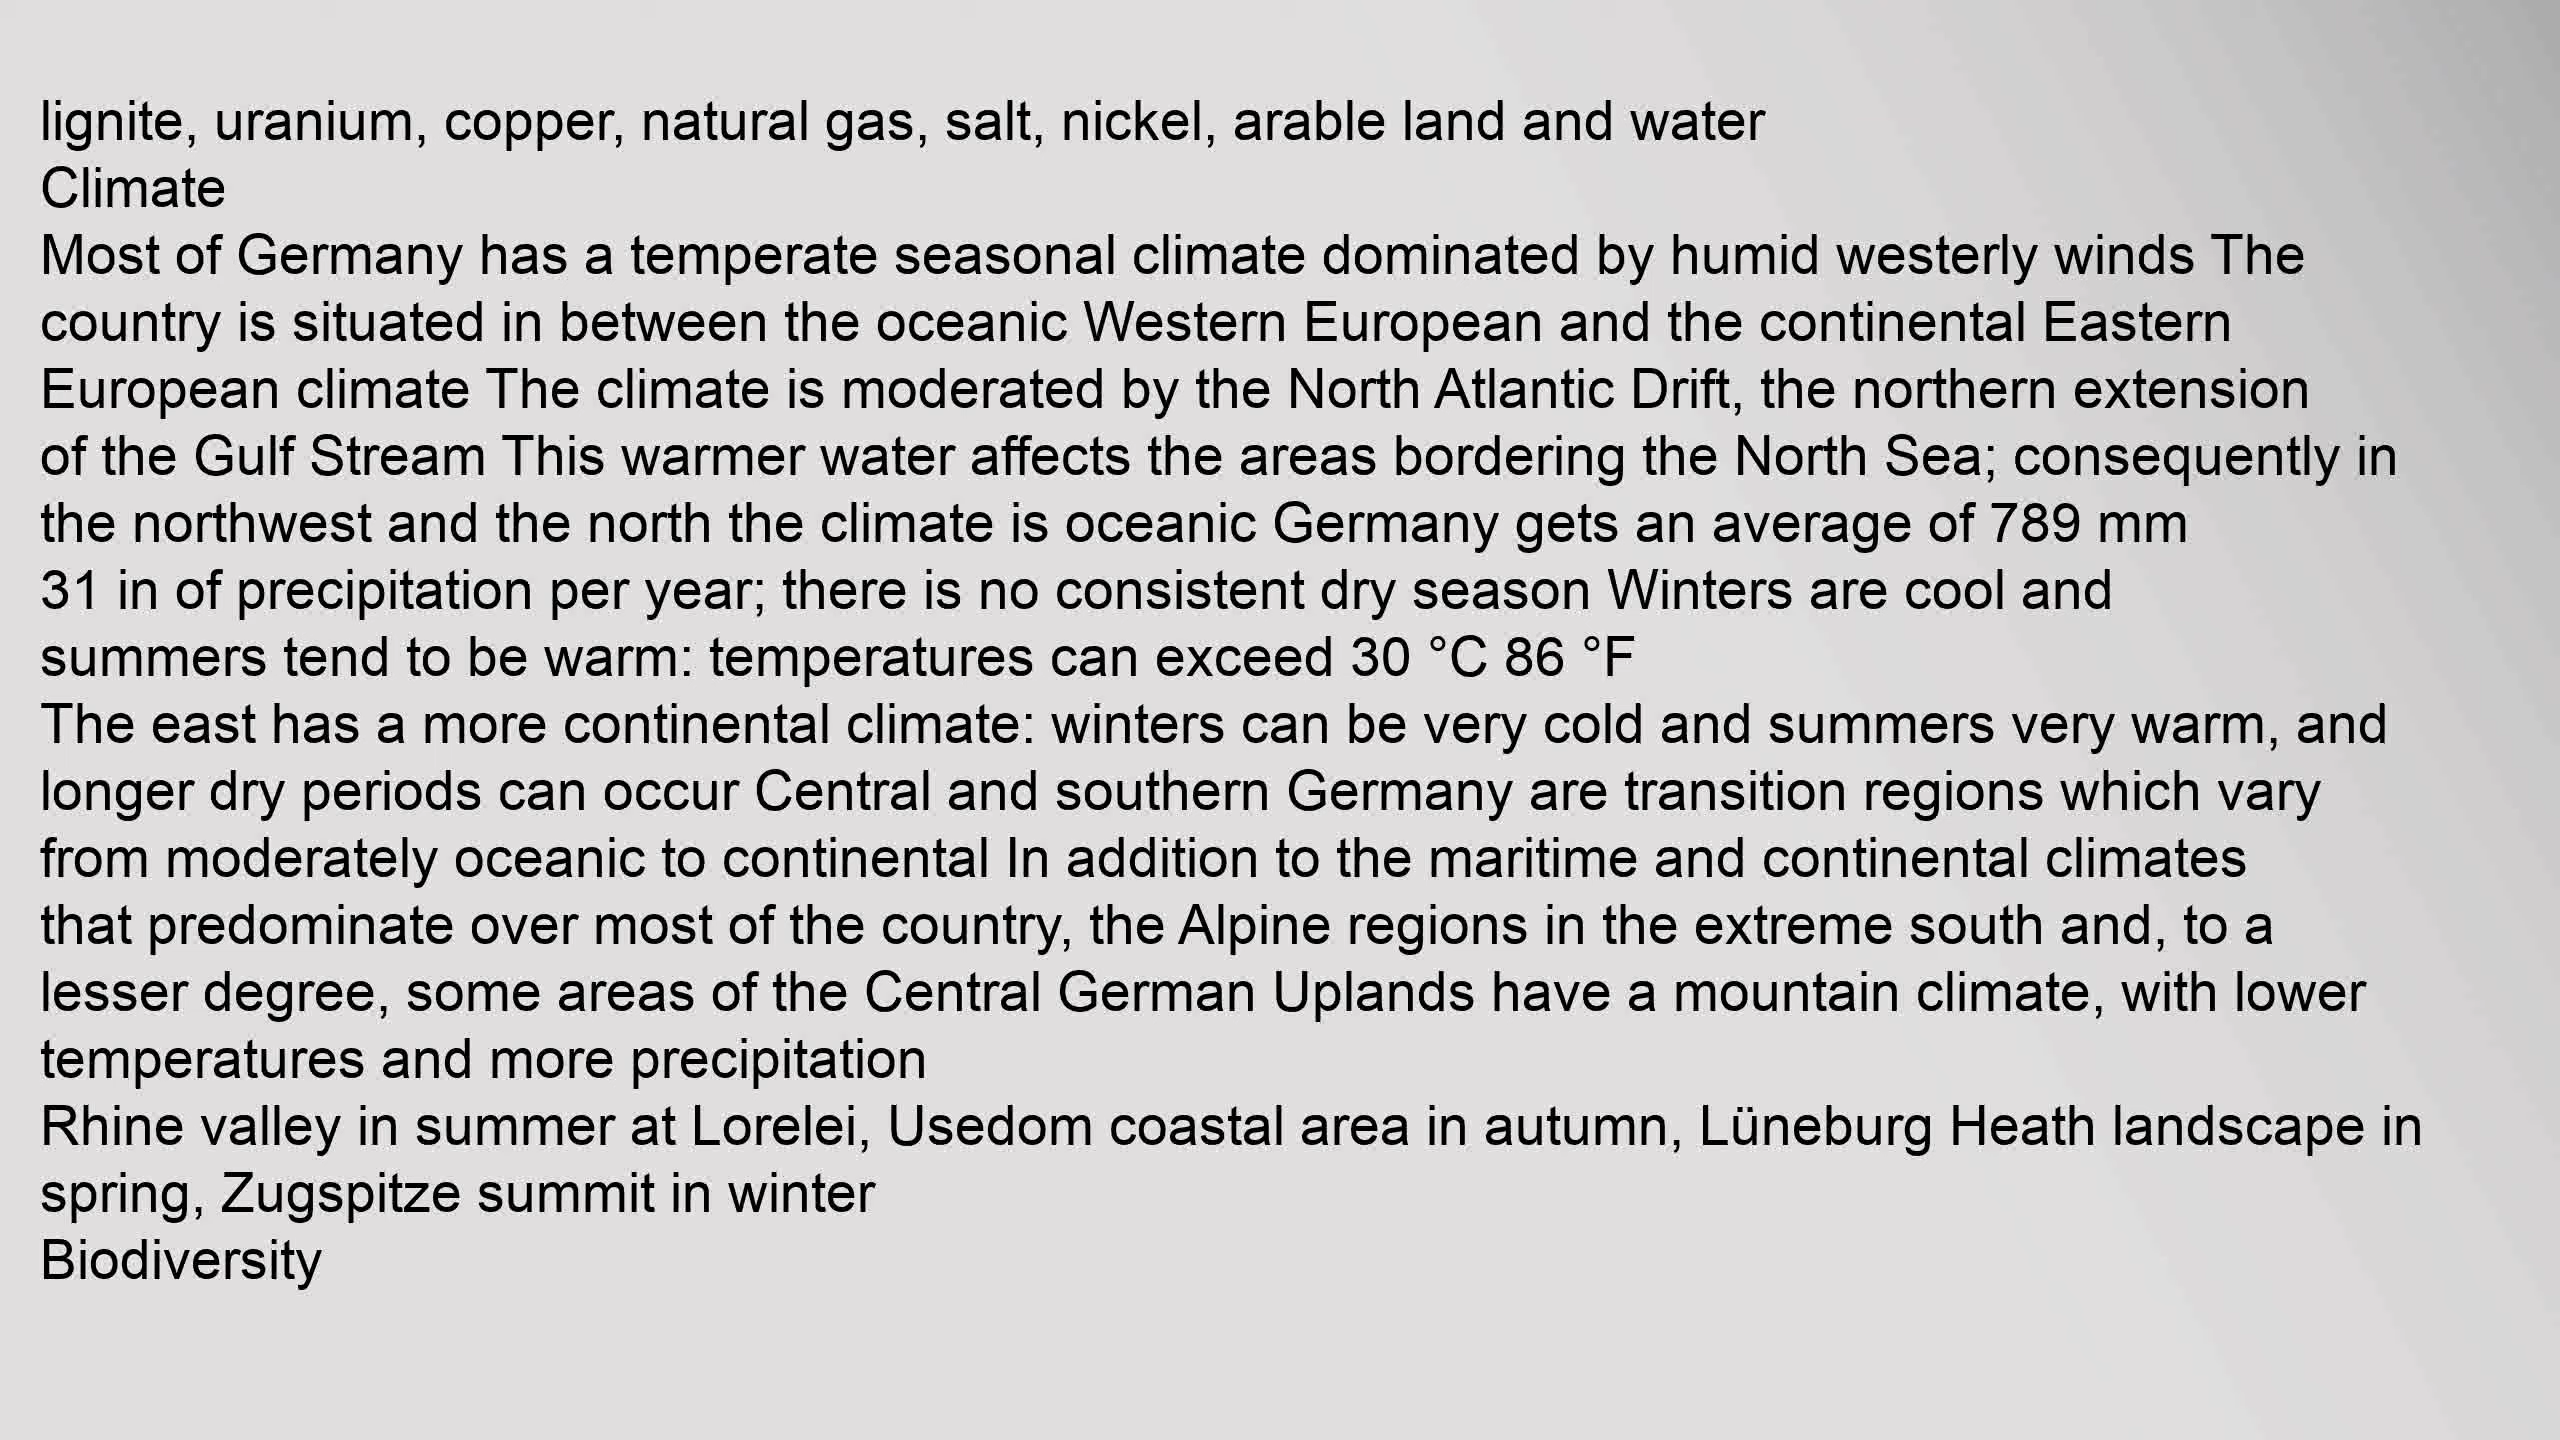 lignite, uranium, copper, natural gas, salt, nickel, arable land and water
Climate
Most of Germany has a temperate seasonal climate dominated by humid westerly winds The
country is situated in between the oceanic Western European and the continental Eastern
European climate The climate is moderated by the North Atlantic Drift, the northern extension
of the Gulf Stream This warmer water affects the areas bordering the North Sea; consequently in
the northwest and the north the climate is oceanic Germany gets an average of 789 mm
31 in of precipitation per year; there is no consistent dry season Winters are cool and
summers tend to be warm: temperatures can exceed 30 °C 86 °F
The east has a more continental climate: winters can be very cold and summers very warm, and
longer dry periods can occur Central and southern Germany are transition regions which vary
from moderately oceanic to continental In addition to the maritime and continental climates
that predominate over most of the country, the Alpine regions in the extreme south and, to a
lesser degree, some areas of the Central German Uplands have a mountain climate, with lower
temperatures and more precipitation
Rhine valley in summer at Lorelei, Usedom coastal area in autumn, Lüneburg Heath landscape in
spring, Zugspitze summit in winter
Biodiversity